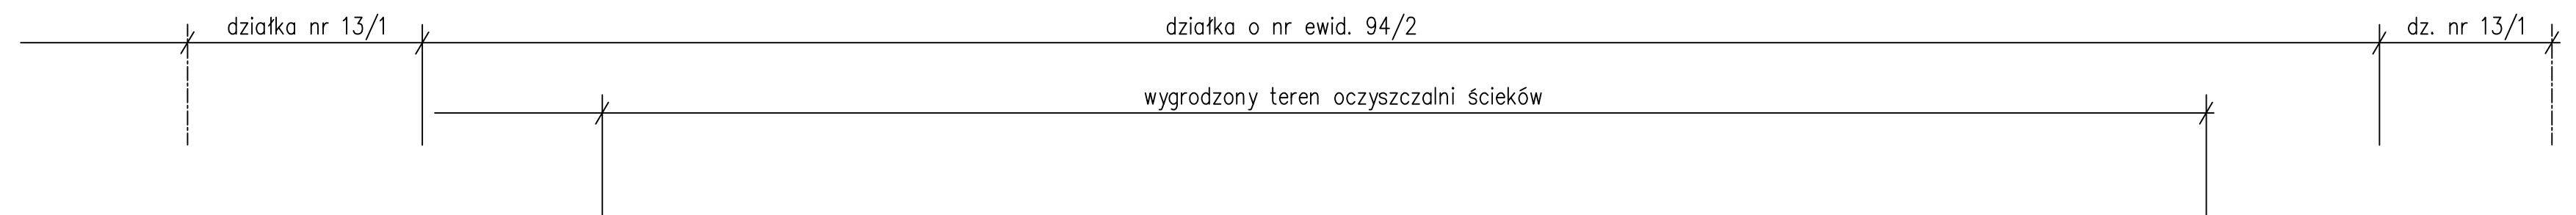 działka nr 13/1 działka o nr ewid. 94/2 dz. nr 13/1
wygrodzony teren oczyszczalni ścieków